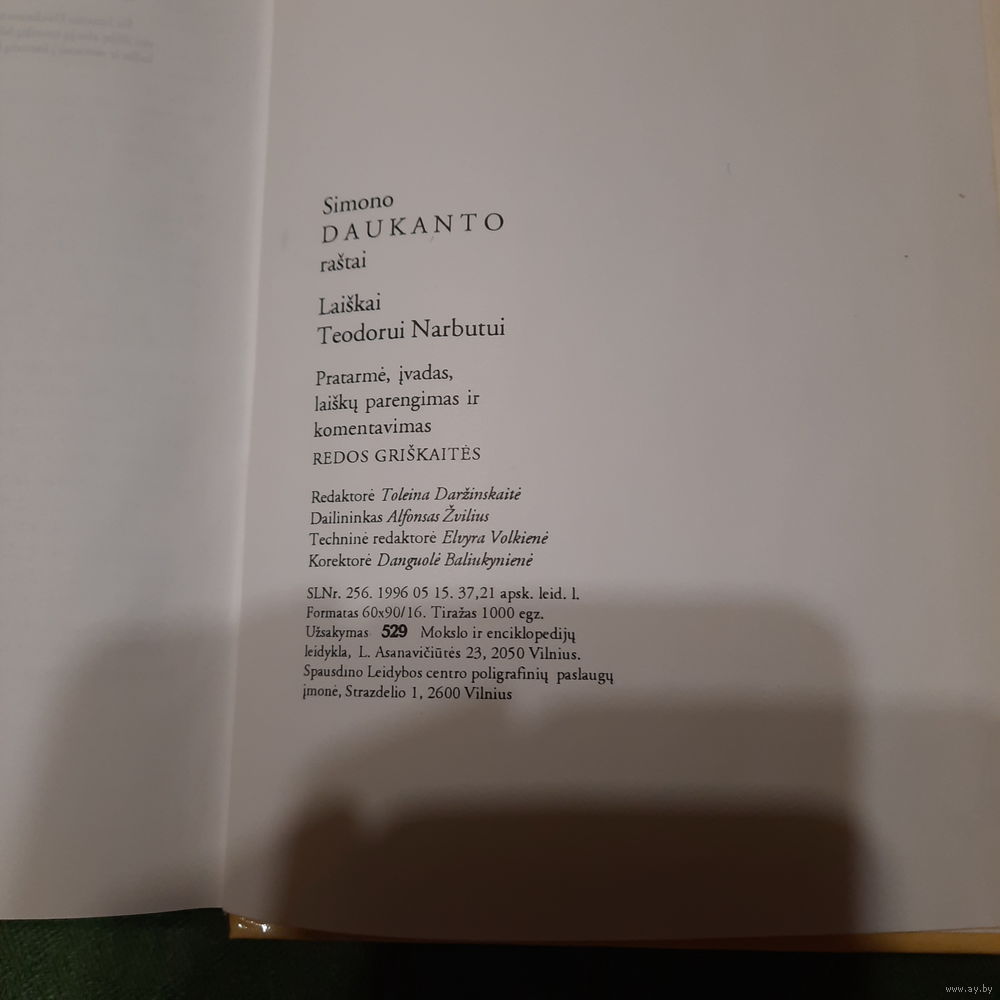 Simono
DAUKANTO
raštai
Laiškai
Teodorui Narbutui
Pratarmė, įvadas,
laiškų parengimas ir
komentavimas
REDOS GRIŠKAITĖS
Redaktorė Toleina Daržinskaitė
Dailininkas Alfonsas Žvilius
Techninė redaktorė Elvyra Volkienė
Korektorė Danguolė Baliukynienė
SLNr. 256. 1996 05 15. 37,21 apsk. leid. l.
Formatas 60x90/16. Tiražas 1000 egz.
Užsakymas 529 Mokslo ir enciklopedijų
leidykla, L. Asanavičiūtės 23, 2050 Vilnius.
Spausdino Leidybos centro poligrafinių paslaugų
įmonė, Strazdelio 1, 2600 Vilnius
www.ay.by